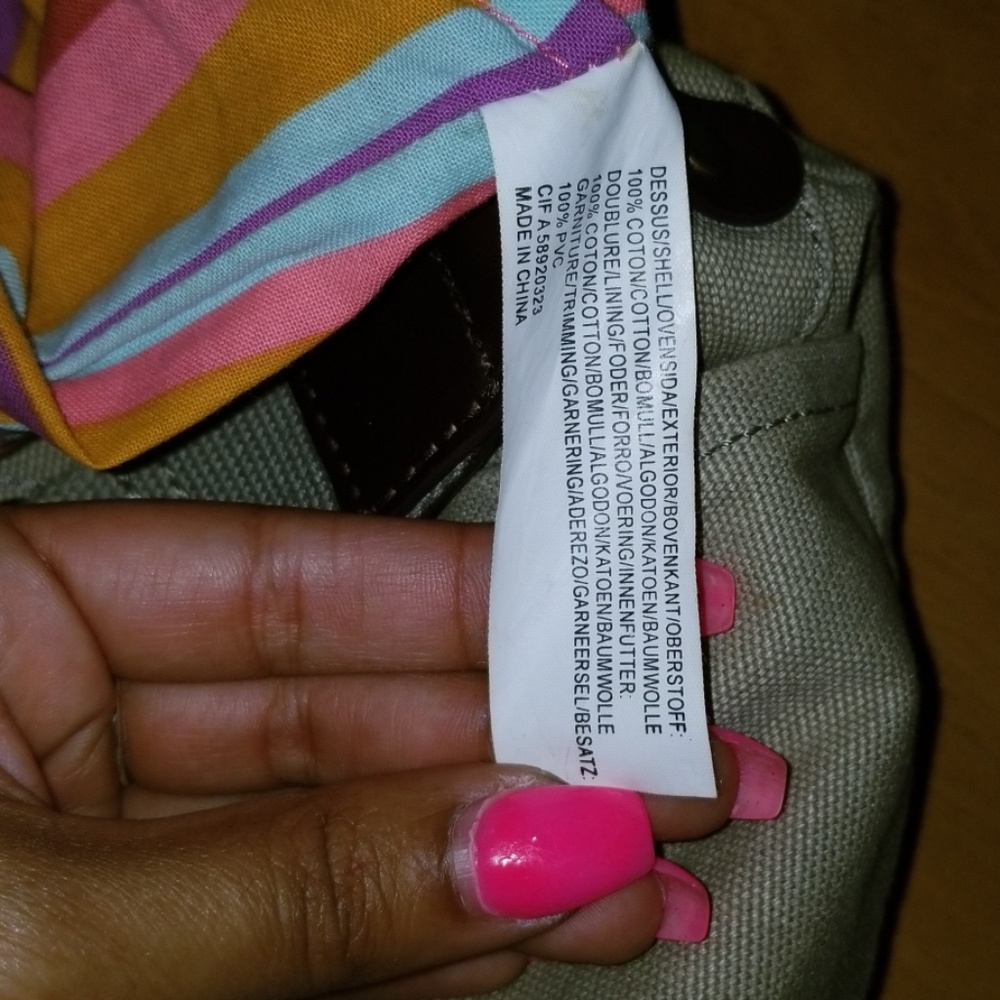 DESSUS/SHELL/OVENSIDA/EXTERIOR/BOVENKANT/OBERSTOFF:
100% COTON/COTTON/BOMULL/ALGODON/KATOEN/BAUMWOLLE
DOUBLURE/LINING/FODER/FORRO/VOERING/INNENFUTTER:
100% COTON/COTTON/BOMULL/ALGODON/KATOEN/BAUMWOLLE
GARNITURE/TRIMMING/GARNERING/ADEREZO/GARNEERSEL/BESATZ:
100% PVC
CIF A 58920323
MADE IN CHINA